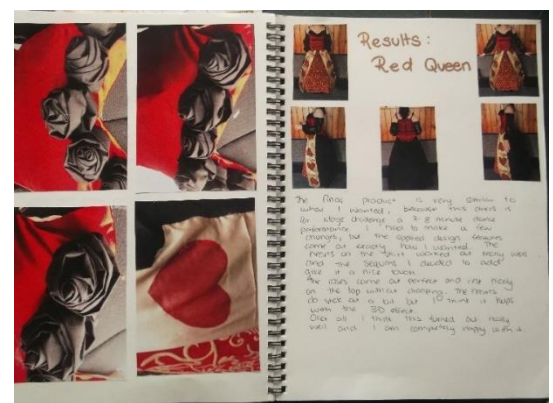 Results:
Red Queen
The final product is very similar to
what I wanted, because this dress is
for stage challenge a 7-8 minute dance
performance I had to make a few
changes, but the applied design features
came out exactly how I wanted. The
hearts on the front worked out really well
and the sequins I decided to add
give it a nice touch.
The roses came out perfect and rest nicely
on the top without drooping. The hearts
do stick out a bit but I think it helps
with the 3D effect.
Over all I think this turned out really
well and I am completely happy with it.